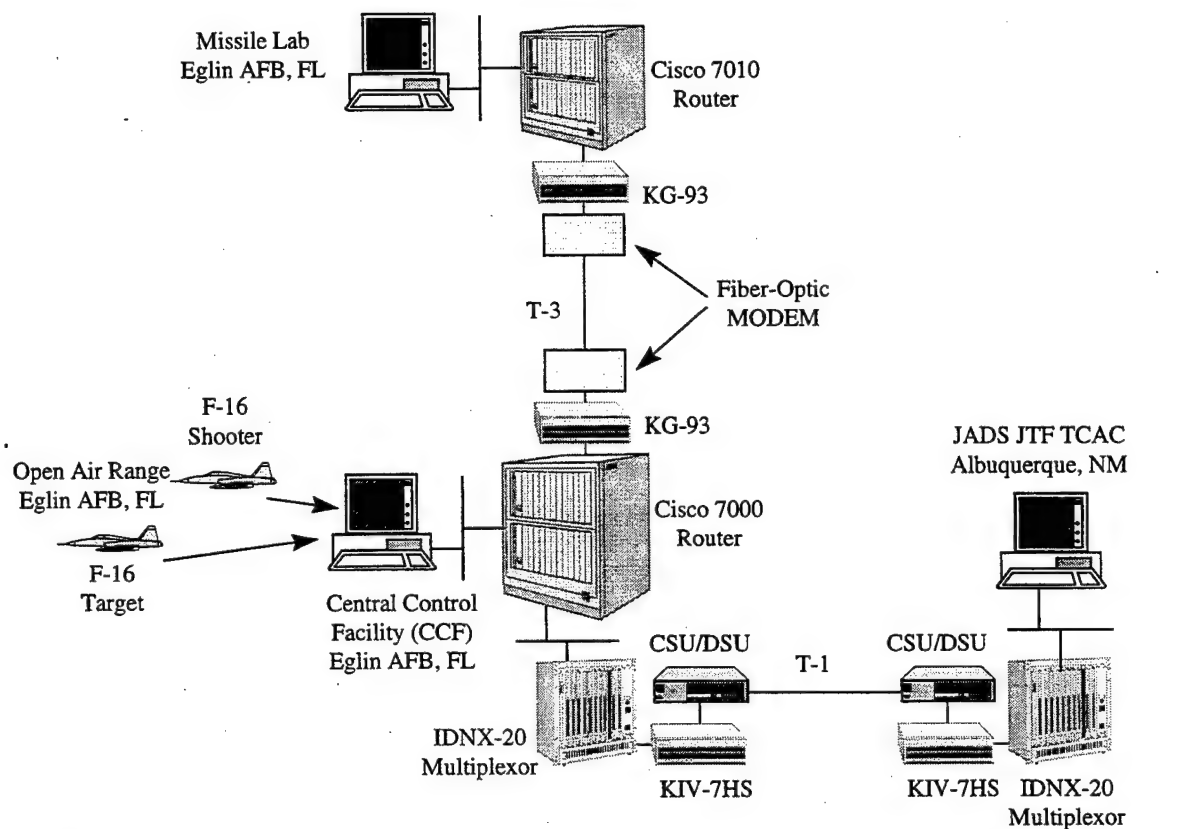 Missile Lab
Eglin AFB, FL
Cisco 7010
Router
KG-93
Fiber-Optic
MODEM
T-3
KG-93
F-16
Shooter
Open Air Range
Eglin AFB, FL
F-16
Target
Central Control
Facility (CCF)
Eglin AFB, FL
Cisco 7000
Router
JADS JTF TCAC
Albuquerque, NM
CSU/DSU
T-1
CSU/DSU
IDNX-20
Multiplexor
KIV-7HS
KIV-7HS
IDNX-20
Multiplexor